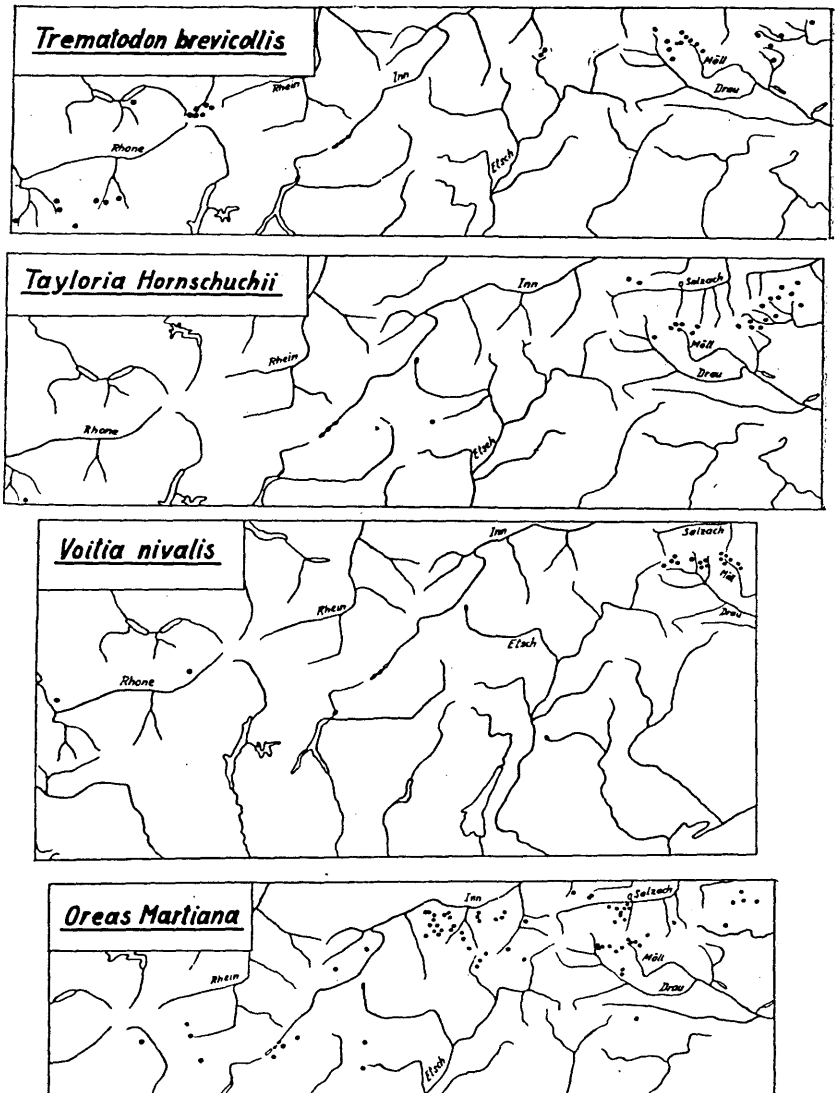 Trematodon brevicollis
Rhein
Inn
Möll
Drau
Rhone
Etsch
Tayloria Hornschuchii
Inn
Salzach
Rhein
Möll
Drau
Rhone
Etsch
Voitia nivalis
Inn
Salzach
Möll
Rhein
Drau
Etsch
Rhone
Oreas Martiana
Inn
Salzach
Möll
Rhein
Drau
Etsch